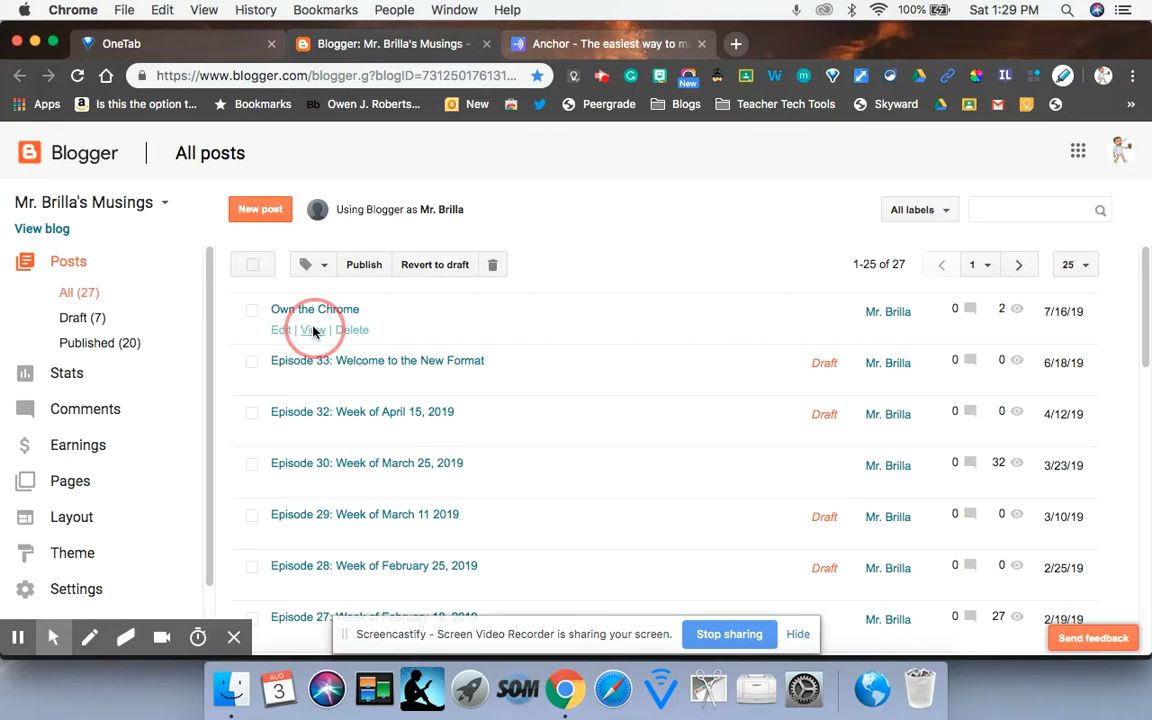 Chrome File Edit View History Bookmarks People Window Help 100% Sat 1:29 PM
OneTab Blogger: Mr. Brilla's Musings - Anchor - The easiest way to m
https://www.blogger.com/blogger.g?blogID=731250176131... New IL
Apps Is this the option t... Bookmarks Bb Owen J. Roberts... New Peergrade Blogs Teacher Tech Tools Skyward »
Blogger All posts
Mr. Brilla's Musings
View blog
New post Using Blogger as Mr. Brilla All labels
Posts
All (27)
Draft (7)
Published (20)
Stats
Comments
Earnings
Pages
Layout
Theme
Settings
Publish Revert to draft 1-25 of 27 1 25
Own the Chrome Mr. Brilla 0 2 7/16/19
Edit | View | Delete
Episode 33: Welcome to the New Format Draft Mr. Brilla 0 0 6/18/19
Episode 32: Week of April 15, 2019 Draft Mr. Brilla 0 0 4/12/19
Episode 30: Week of March 25, 2019 Mr. Brilla 0 32 3/23/19
Episode 29: Week of March 11 2019 Draft Mr. Brilla 0 0 3/10/19
Episode 28: Week of February 25, 2019 Draft Mr. Brilla 0 0 2/25/19
Episode 27: Week of February 18, 2019 Mr. Brilla 0 27 2/19/19
Screencastify - Screen Video Recorder is sharing your screen. Stop sharing Hide
Send feedback
AUG
3
SOM